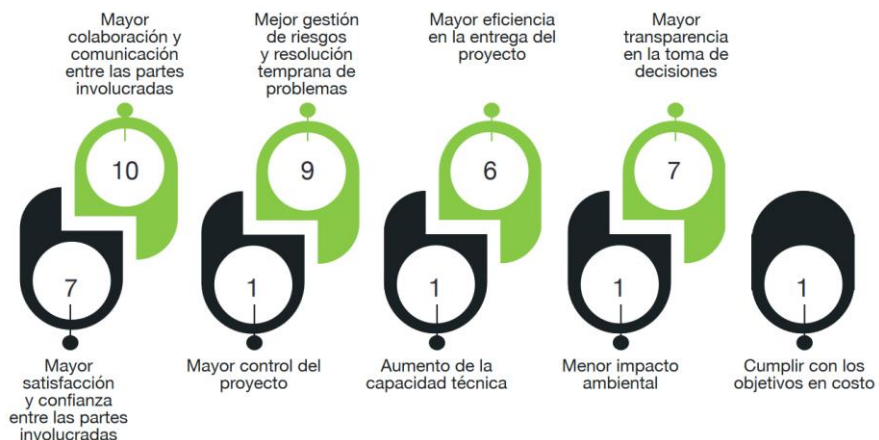 Mayor
colaboración y
comunicación
entre las partes
involucradas
10
Mejor gestión
de riesgos
y resolución
temprana de
problemas
9
Mayor eficiencia
en la entrega del
proyecto
6
Mayor
transparencia
en la toma de
decisiones
7
7
Mayor
satisfacción
y confianza
entre las partes
involucradas
1
Mayor control del
proyecto
1
Aumento de la
capacidad técnica
1
Menor impacto
ambiental
1
Cumplir con los
objetivos en costo